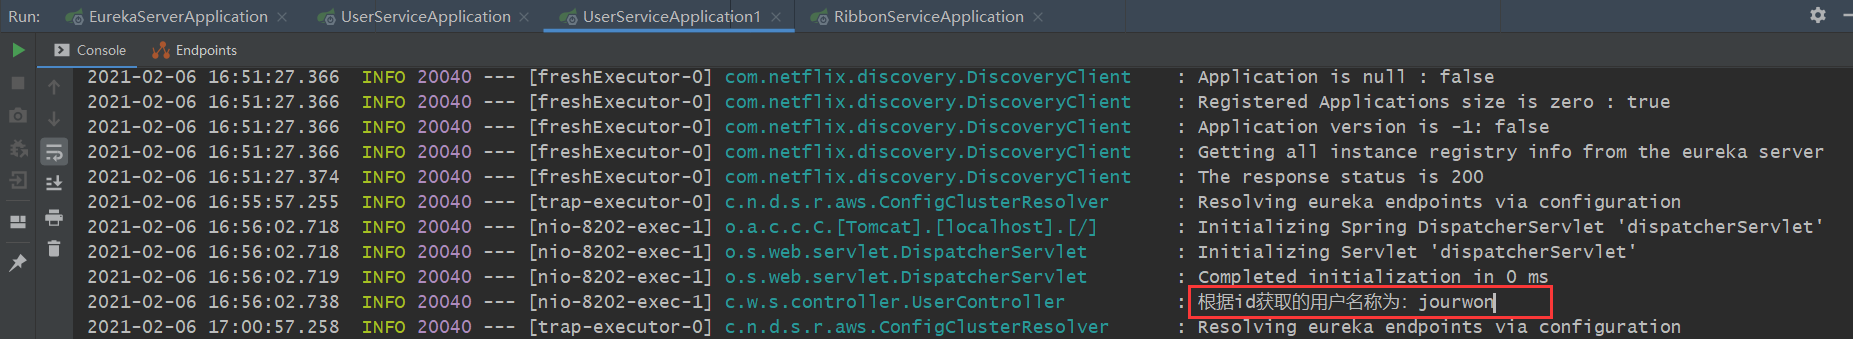 Run: EurekaServerApplication × UserServiceApplication × UserServiceApplication1 × RibbonServiceApplication ×
Console Endpoints
2021-02-06 16:51:27.366 INFO 20040 --- [freshExecutor-0] com.netflix.discovery.DiscoveryClient : Application is null : false
2021-02-06 16:51:27.366 INFO 20040 --- [freshExecutor-0] com.netflix.discovery.DiscoveryClient : Registered Applications size is zero : true
2021-02-06 16:51:27.366 INFO 20040 --- [freshExecutor-0] com.netflix.discovery.DiscoveryClient : Application version is -1: false
2021-02-06 16:51:27.366 INFO 20040 --- [freshExecutor-0] com.netflix.discovery.DiscoveryClient : Getting all instance registry info from the eureka server
2021-02-06 16:51:27.374 INFO 20040 --- [freshExecutor-0] com.netflix.discovery.DiscoveryClient : The response status is 200
2021-02-06 16:55:57.255 INFO 20040 --- [trap-executor-0] c.n.d.s.r.aws.ConfigClusterResolver : Resolving eureka endpoints via configuration
2021-02-06 16:56:02.718 INFO 20040 --- [nio-8202-exec-1] o.a.c.c.C.[Tomcat].[localhost].[/] : Initializing Spring DispatcherServlet 'dispatcherServlet'
2021-02-06 16:56:02.718 INFO 20040 --- [nio-8202-exec-1] o.s.web.servlet.DispatcherServlet : Initializing Servlet 'dispatcherServlet'
2021-02-06 16:56:02.719 INFO 20040 --- [nio-8202-exec-1] o.s.web.servlet.DispatcherServlet : Completed initialization in 0 ms
2021-02-06 16:56:02.738 INFO 20040 --- [nio-8202-exec-1] c.w.s.controller.UserController : 根据id获取的用户名称为：jourwon
2021-02-06 17:00:57.258 INFO 20040 --- [trap-executor-0] c.n.d.s.r.aws.ConfigClusterResolver : Resolving eureka endpoints via configuration